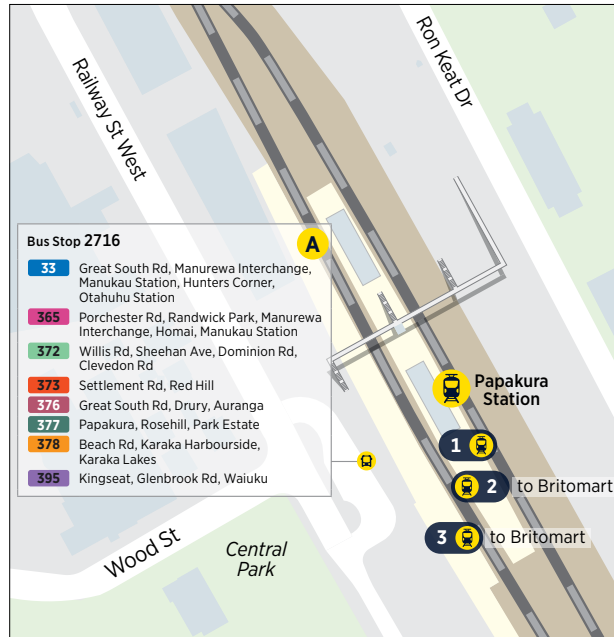 Railway St West
Ron Keat Dr
Bus Stop 2716
A
33 Great South Rd, Manurewa Interchange,
Manukau Station, Hunters Corner,
Otahuhu Station
365 Porchester Rd, Randwick Park, Manurewa
Interchange, Homai, Manukau Station
372 Willis Rd, Sheehan Ave, Dominion Rd,
Clevedon Rd
373 Settlement Rd, Red Hill
376 Great South Rd, Drury, Auranga
377 Papakura, Rosehill, Park Estate
378 Beach Rd, Karaka Harbourside,
Karaka Lakes
395 Kingseat, Glenbrook Rd, Waiuku
Papakura
Station
1
2 to Britomart
3 to Britomart
Wood St
Central
Park